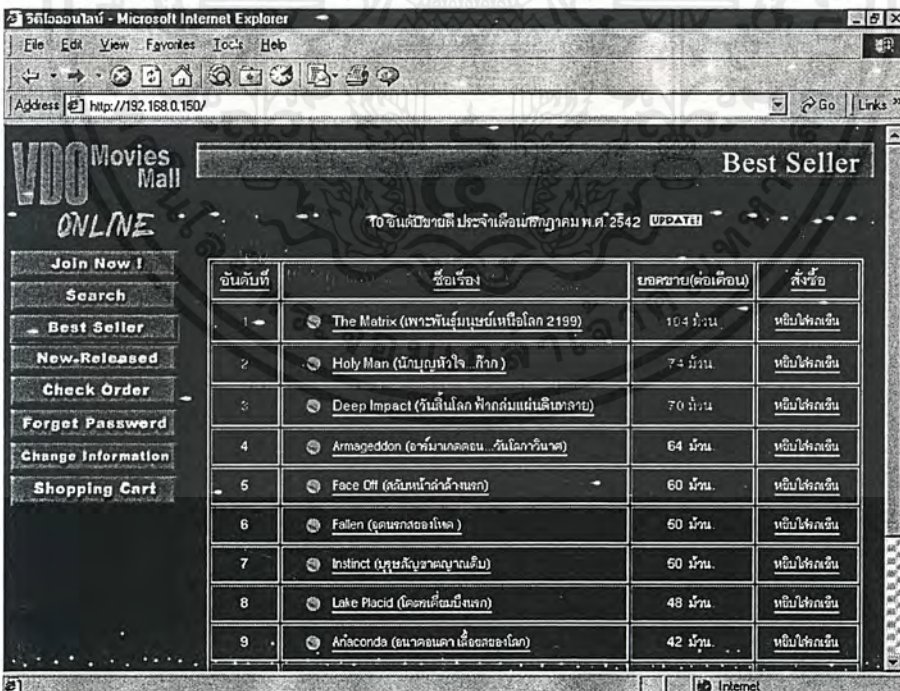 วิดีโอออนไลน์ - Microsoft Internet Explorer
File Edit View Favorites Tools Help
Address http://192.168.0.150/ Go Links »
VDO Movies Mall
ONLINE
Best Seller
10 อันดับขายดี ประจำเดือนกรกฎาคม พ.ศ. 2542 UPDATE!
Join Now !
Search
Best Seller
New-Released
Check Order
Forget Password
Change Information
Shopping Cart
อันดับที่ ชื่อเรื่อง ยอดขาย(ต่อเดือน) สั่งซื้อ
1 The Matrix (เพาะพันธุ์มนุษย์เหนือโลก 2199) 104 ม้วน. หยิบใส่รถเข็น
2 Holy Man (นักบุญหัวใจ...ก๊าก ) 74 ม้วน. หยิบใส่รถเข็น
3 Deep Impact (วันสิ้นโลก ฟ้าถล่มแผ่นดินทลาย) 70 ม้วน หยิบใส่รถเข็น
4 Armageddon (อาร์มาเกดดอน...วันโลกาวินาศ) 64 ม้วน. หยิบใส่รถเข็น
5 Face Off (สลับหน้าล่าล้างนรก) 60 ม้วน. หยิบใส่รถเข็น
6 Fallen (ฉุดนรกสยองโหด ) 50 ม้วน. หยิบใส่รถเข็น
7 Instinct (บุรุษสัญชาตญาณดิบ) 50 ม้วน. หยิบใส่รถเข็น
8 Lake Placid (โคตรเคี่ยมบึงนรก) 48 ม้วน. หยิบใส่รถเข็น
9 Anaconda (อนาคอนดา เลื้อยสยองโลก) 42 ม้วน. หยิบใส่รถเข็น
Internet